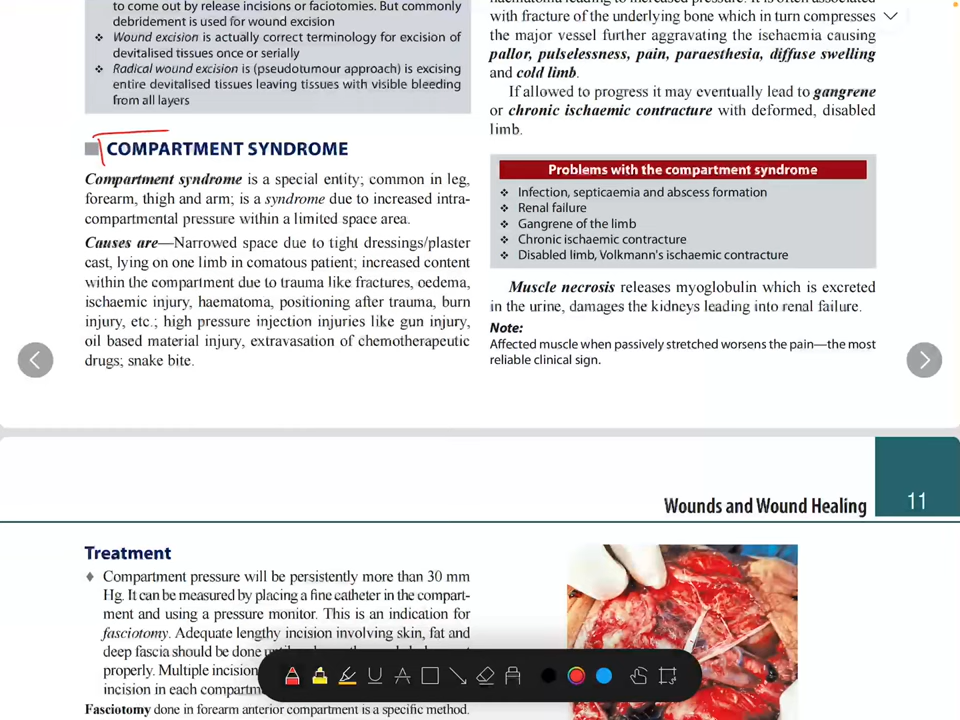 to come out by release incisions or faciotomies. But commonly
debridement is used for wound excision
❖ Wound excision is actually correct terminology for excision of
devitalised tissues once or serially
❖ Radical wound excision is (pseudotumour approach) is excising
entire devitalised tissues leaving tissues with visible bleeding
from all layers
COMPARTMENT SYNDROME
Compartment syndrome is a special entity; common in leg,
forearm, thigh and arm; is a syndrome due to increased intra-
compartmental pressure within a limited space area.
Causes are—Narrowed space due to tight dressings/plaster
cast, lying on one limb in comatous patient; increased content
within the compartment due to trauma like fractures, oedema,
ischaemic injury, haematoma, positioning after trauma, burn
injury, etc.; high pressure injection injuries like gun injury,
oil based material injury, extravasation of chemotherapeutic
drugs; snake bite.
haematoma leading to increased pressure. It is often associated
with fracture of the underlying bone which in turn compresses
the major vessel further aggravating the ischaemia causing
pallor, pulselessness, pain, paraesthesia, diffuse swelling
and cold limb.
If allowed to progress it may eventually lead to gangrene
or chronic ischaemic contracture with deformed, disabled
limb.
Problems with the compartment syndrome
❖ Infection, septicaemia and abscess formation
❖ Renal failure
❖ Gangrene of the limb
❖ Chronic ischaemic contracture
❖ Disabled limb, Volkmann's ischaemic contracture
Muscle necrosis releases myoglobulin which is excreted
in the urine, damages the kidneys leading into renal failure.
Note:
Affected muscle when passively stretched worsens the pain—the most
reliable clinical sign.
Wounds and Wound Healing
11
Treatment
♦ Compartment pressure will be persistently more than 30 mm
Hg. It can be measured by placing a fine catheter in the compart-
ment and using a pressure monitor. This is an indication for
fasciotomy. Adequate lengthy incision involving skin, fat and
deep fascia should be done
properly. Multiple incision
incision in each compartm
Fasciotomy done in forearm anterior compartment is a specific method.